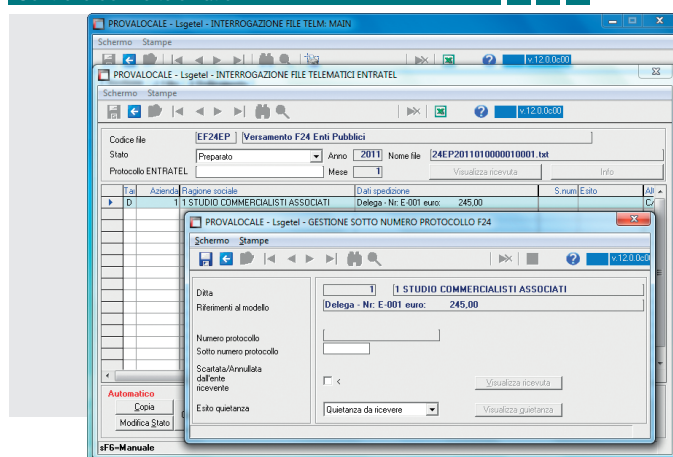 PROVALOCALE - Lsgetel - INTERROGAZIONE FILE TELM: MAIN
Schermo Stampe
v.12.0.0c00
PROVALOCALE - Lsgetel - INTERROGAZIONE FILE TELEMATICI ENTRATEL
Schermo Stampe
v.12.0.0c00
Codice file EF24EP Versamento F24 Enti Pubblici
Stato Preparato Anno 2011 Nome file 24EP2011010000010001.txt
Protocollo ENTRATEL Mese 1 Visualizza ricevuta Info
Tar Azienda Ragione sociale Dati spedizione S.num Esito
D 1 1 STUDIO COMMERCIALISTI ASSOCIATI Delega - Nr: E-001 euro: 245,00
PROVALOCALE - Lsgetel - GESTIONE SOTTO NUMERO PROTOCOLLO F24
Schermo Stampe
v.12.0.0c0
Ditta 1 1 STUDIO COMMERCIALISTI ASSOCIATI
Riferimenti al modello Delega - Nr: E-001 euro: 245,00
Numero protocollo
Sotto numero protocollo
Scartata/Annullata
dall'ente
ricevente < Visualizza ricevuta
Esito quietanza Quietanza da ricevere Visualizza quietanza
Automatico
Copia
Modifica Stato
sF6=Manuale